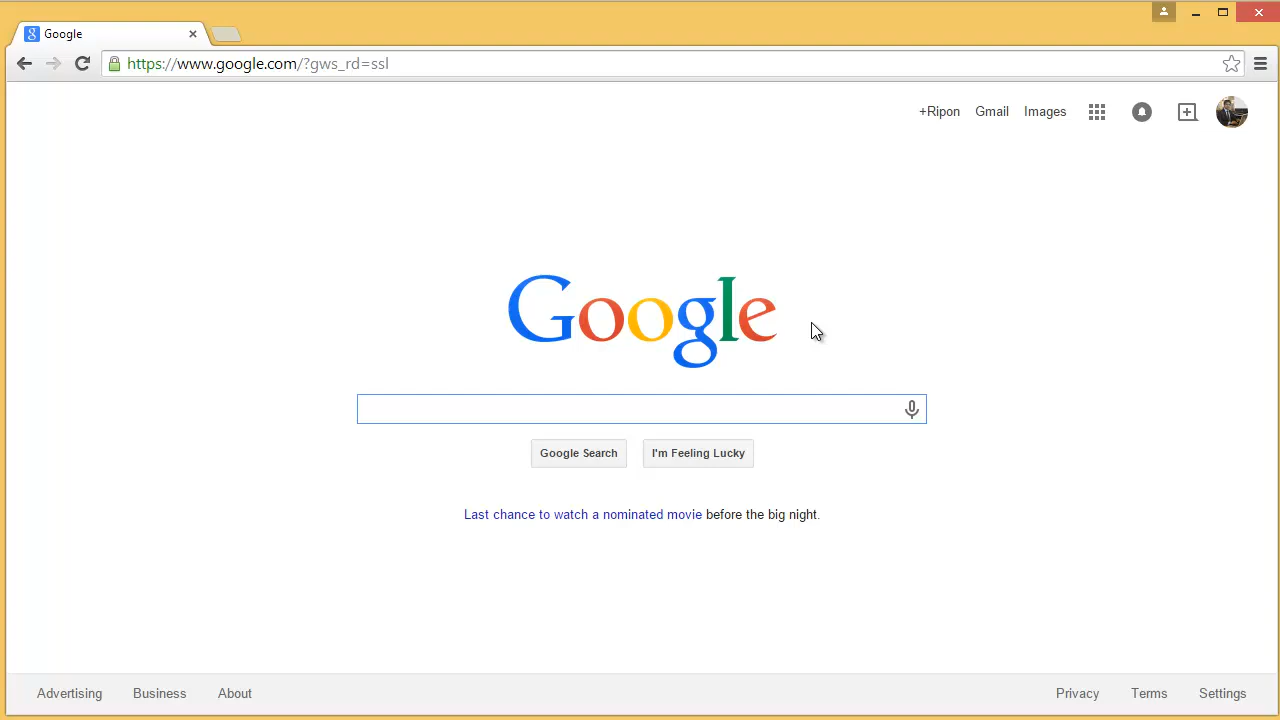 Google
https://www.google.com/?gws_rd=ssl
+Ripon Gmail Images
Google
Google Search I'm Feeling Lucky
Last chance to watch a nominated movie before the big night.
Advertising Business About Privacy Terms Settings